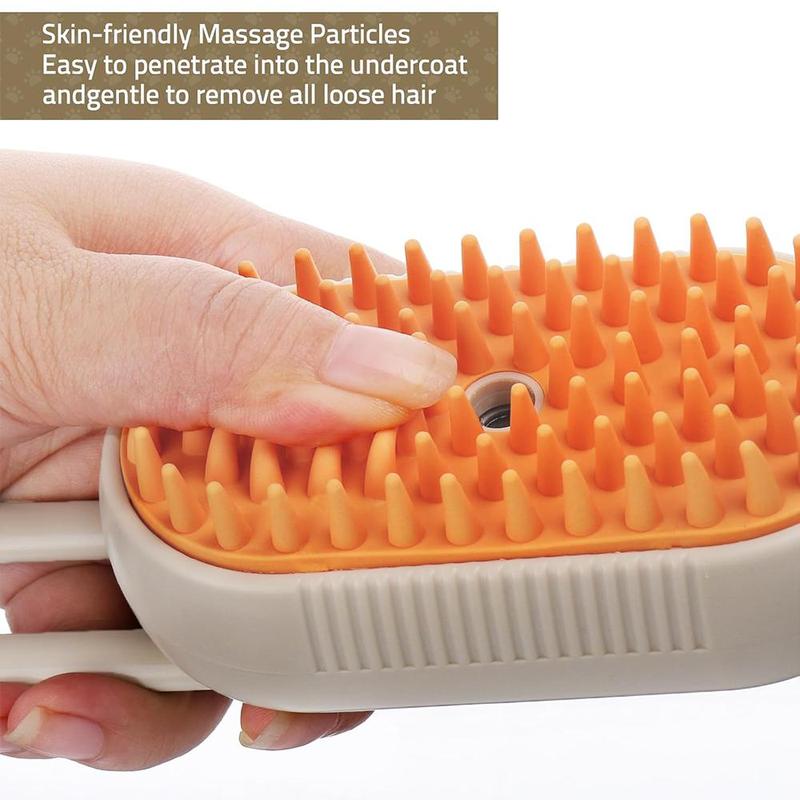 Skin-friendly Massage Particles
Easy to penetrate into the undercoat
andgentle to remove all loose hair